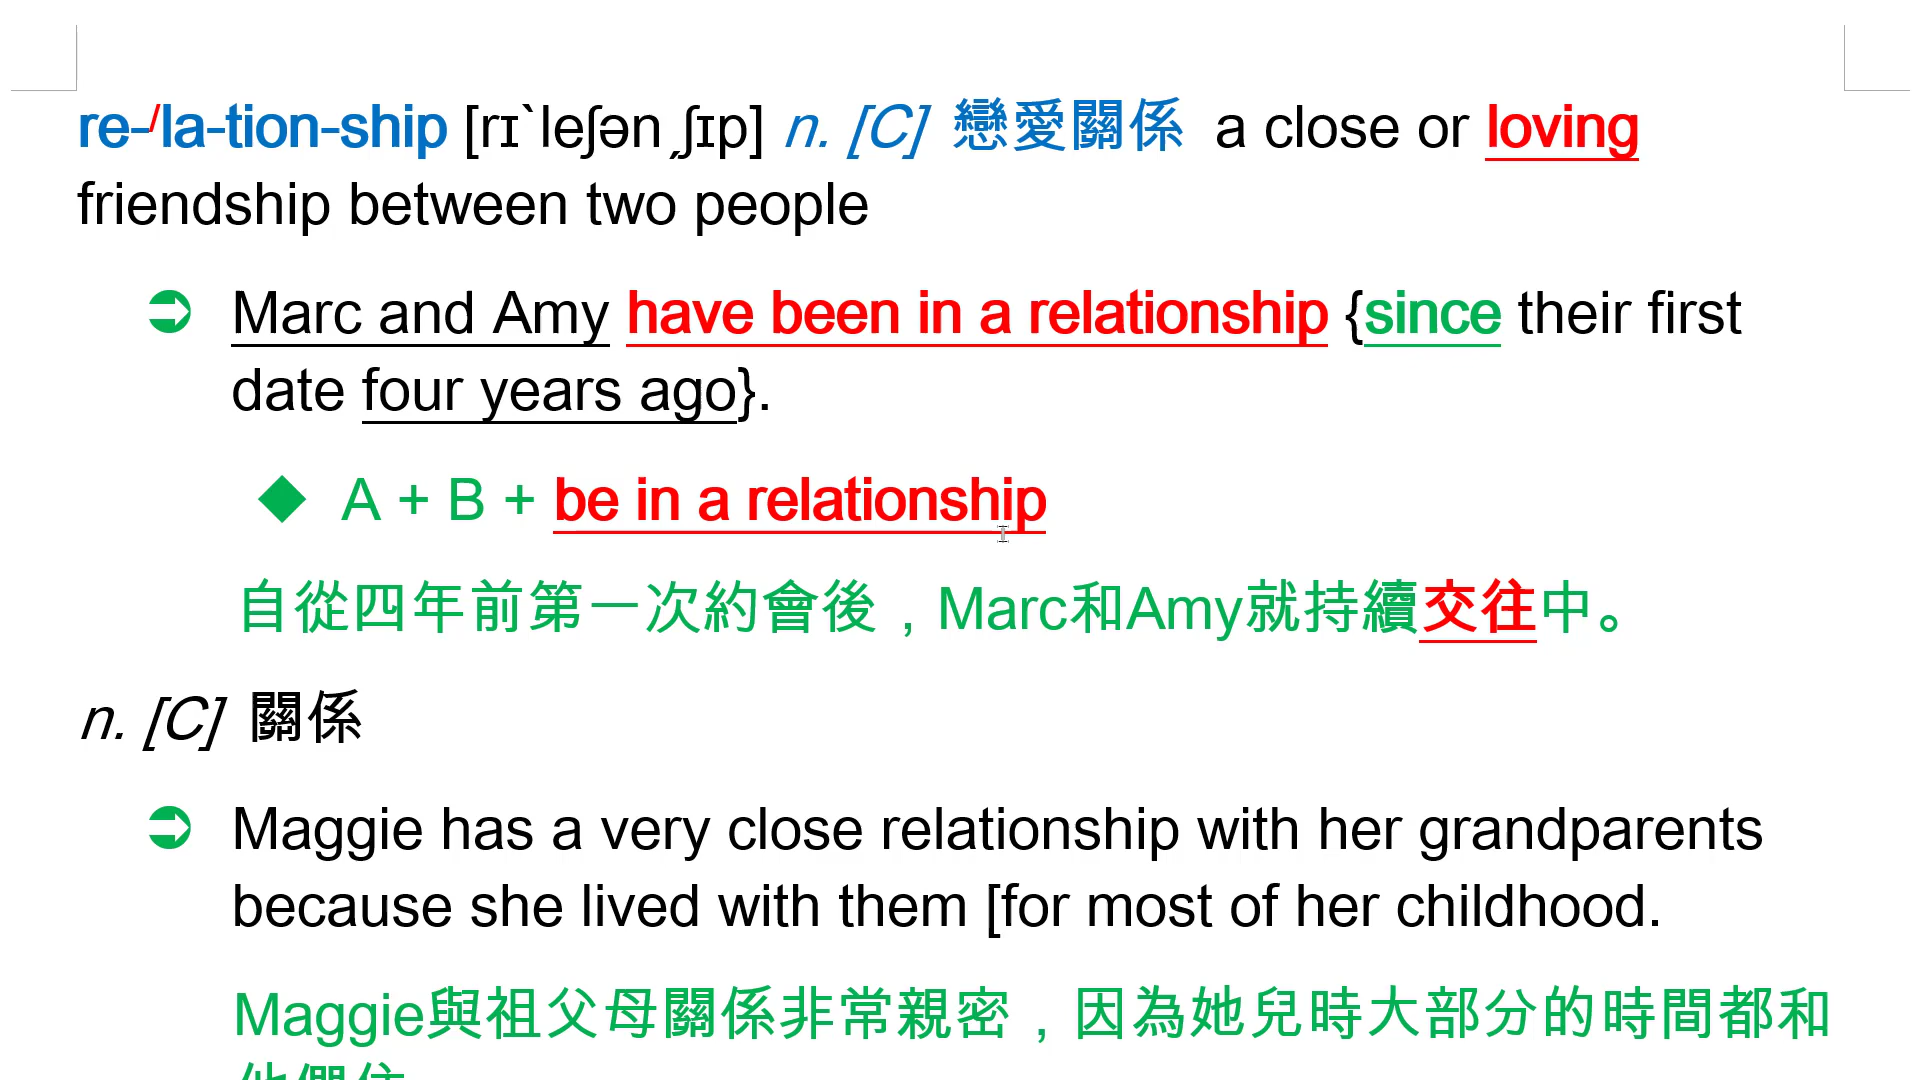 re-/la-tion-ship [rɪˋleʃənˏʃɪp] n. [C] 戀愛關係 a close or loving
friendship between two people
➲ Marc and Amy have been in a relationship {since their first
date four years ago}.
◆ A + B + be in a relationship
自從四年前第一次約會後，Marc和Amy就持續交往中。
n. [C] 關係
➲ Maggie has a very close relationship with her grandparents
because she lived with them [for most of her childhood.
Maggie與祖父母關係非常親密，因為她兒時大部分的時間都和